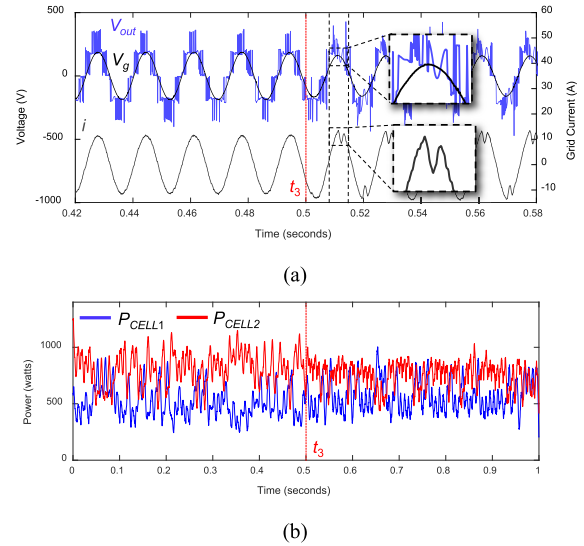 V_out
V_g
i
t_3
500
0
-500
-1000
Voltage (V)
60
50
40
30
20
10
0
-10
Grid Current (A)
0.42 0.44 0.46 0.48 0.5 0.52 0.54 0.56 0.58
Time (seconds)
(a)
P_CELL1 P_CELL2
t_3
1000
500
0
Power (watts)
0 0.1 0.2 0.3 0.4 0.5 0.6 0.7 0.8 0.9 1
Time (seconds)
(b)